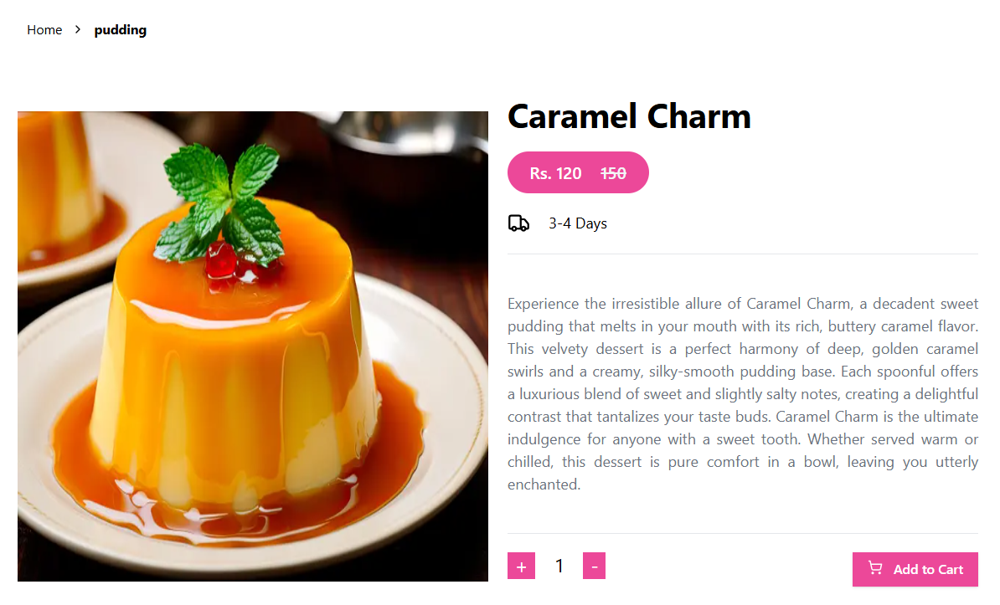 Home > pudding
Caramel Charm
Rs. 120 150
3-4 Days
Experience the irresistible allure of Caramel Charm, a decadent sweet
pudding that melts in your mouth with its rich, buttery caramel flavor.
This velvety dessert is a perfect harmony of deep, golden caramel
swirls and a creamy, silky-smooth pudding base. Each spoonful offers
a luxurious blend of sweet and slightly salty notes, creating a delightful
contrast that tantalizes your taste buds. Caramel Charm is the ultimate
indulgence for anyone with a sweet tooth. Whether served warm or
chilled, this dessert is pure comfort in a bowl, leaving you utterly
enchanted.
+ 1 - Add to Cart